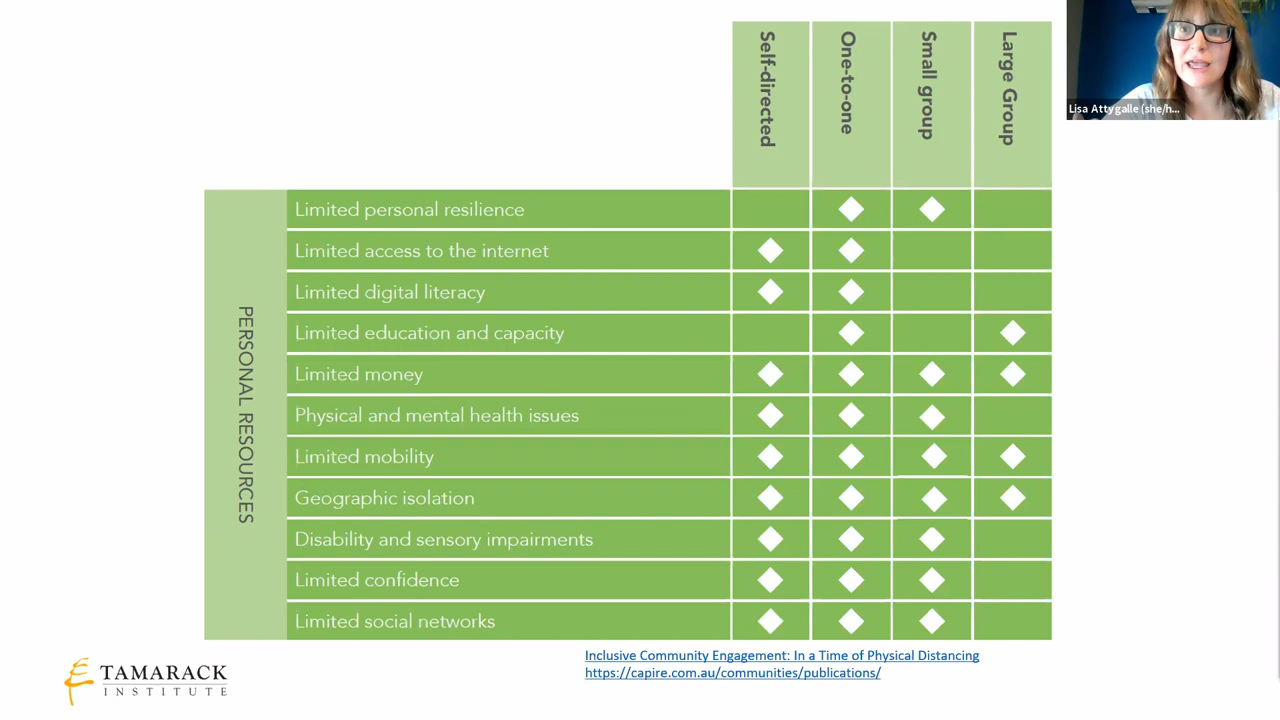 Self-directed
One-to-one
Small group
Large Group
Lisa Attygalle (she/h...
PERSONAL RESOURCES
Limited personal resilience
Limited access to the internet
Limited digital literacy
Limited education and capacity
Limited money
Physical and mental health issues
Limited mobility
Geographic isolation
Disability and sensory impairments
Limited confidence
Limited social networks
Inclusive Community Engagement: In a Time of Physical Distancing
https://capire.com.au/communities/publications/
TAMARACK
INSTITUTE